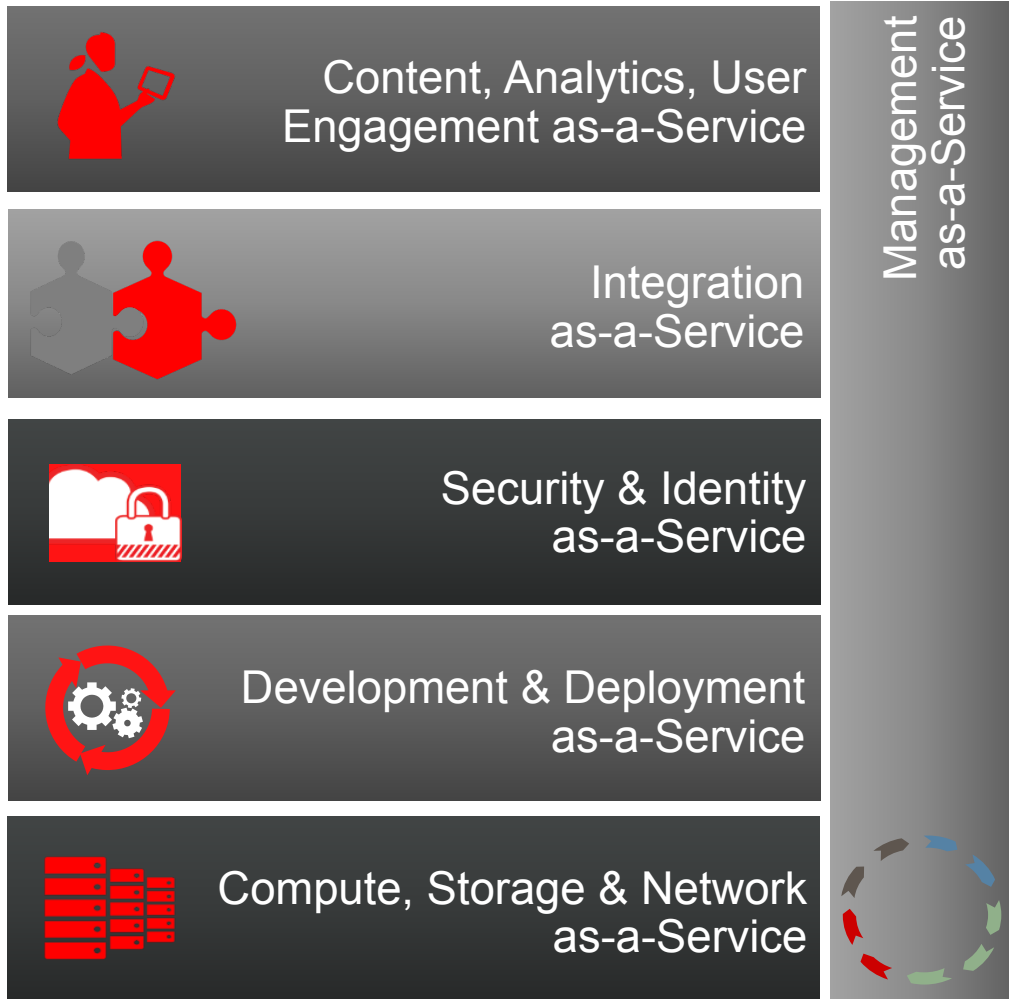 Content, Analytics, User
Engagement as-a-Service
Integration
as-a-Service
Security & Identity
as-a-Service
Development & Deployment
as-a-Service
Compute, Storage & Network
as-a-Service
Management
as-a-Service